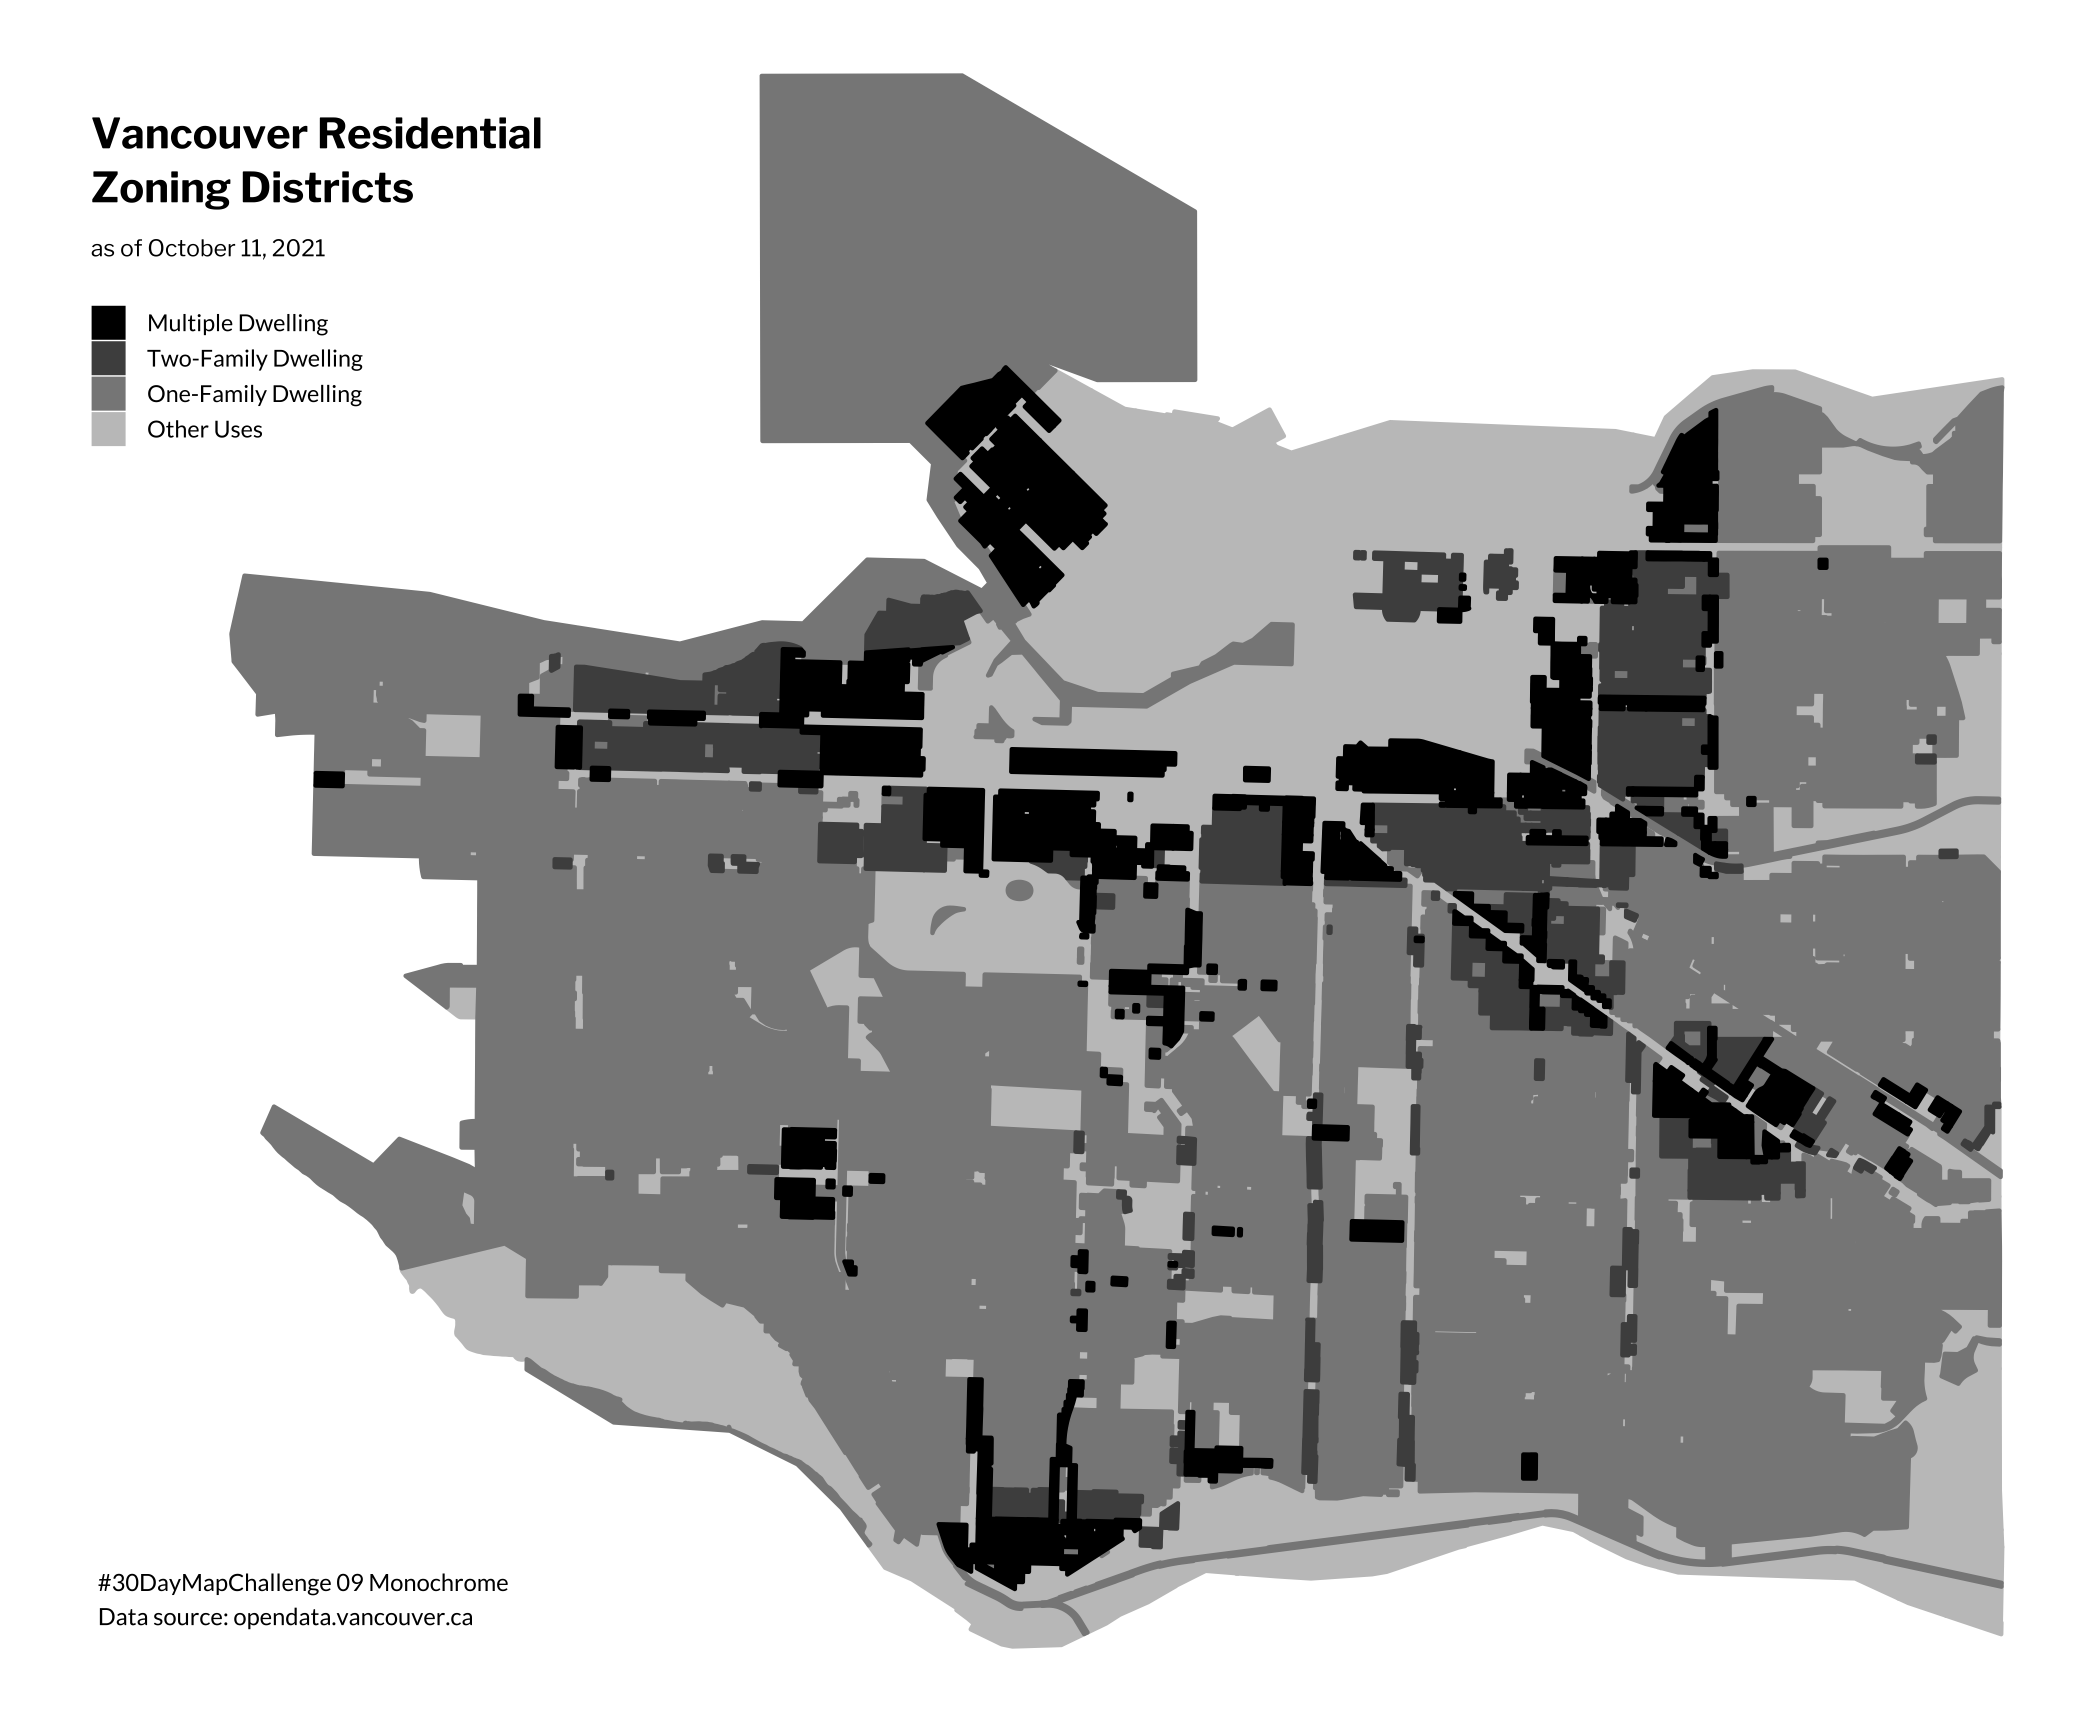 Vancouver Residential
Zoning Districts
as of October 11, 2021
Multiple Dwelling
Two-Family Dwelling
One-Family Dwelling
Other Uses
#30DayMapChallenge 09 Monochrome
Data source: opendata.vancouver.ca